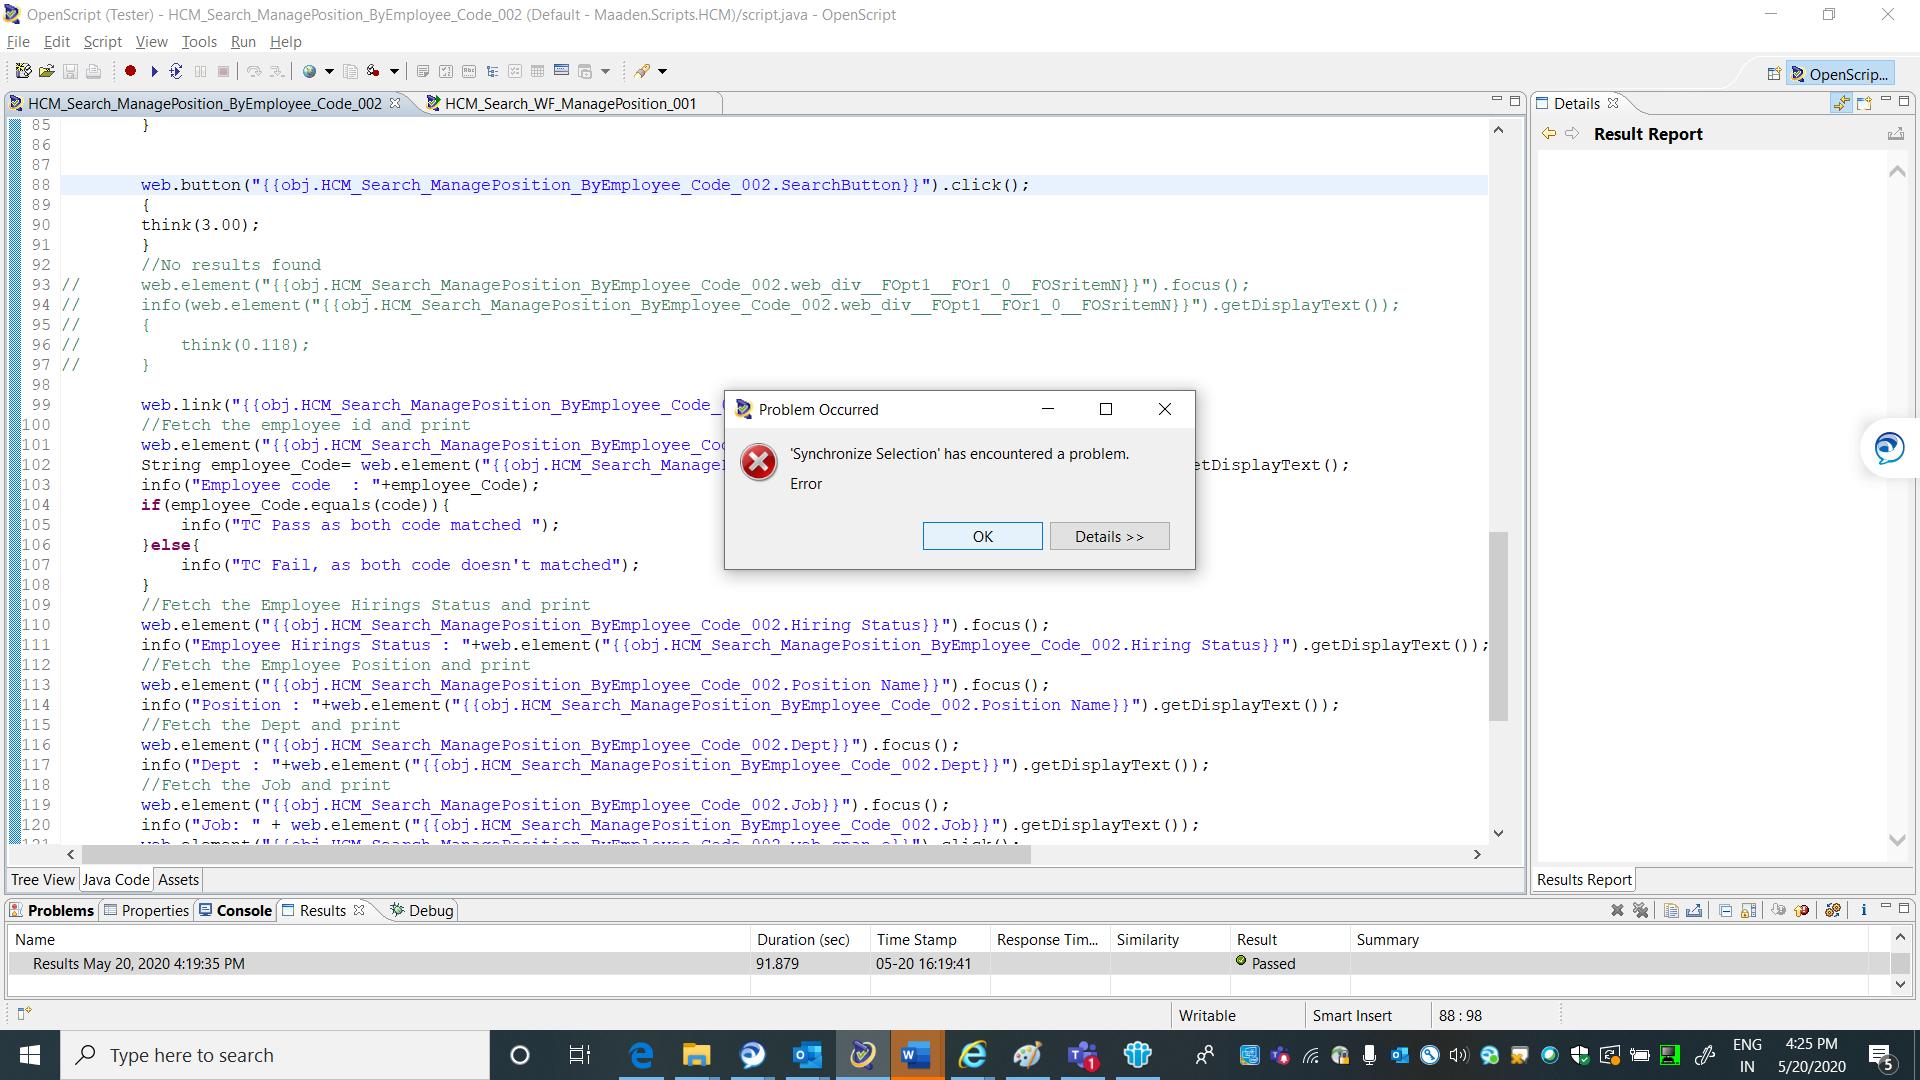 OpenScript (Tester) - HCM_Search_ManagePosition_ByEmployee_Code_002 (Default - Maaden.Scripts.HCM)/script.java - OpenScript
File Edit Script View Tools Run Help
OpenScrip...
HCM_Search_ManagePosition_ByEmployee_Code_002
HCM_Search_WF_ManagePosition_001
85 }
86
87
88 web.button("{{obj.HCM_Search_ManagePosition_ByEmployee_Code_002.SearchButton}}").click();
89 {
90 think(3.00);
91 }
92 //No results found
93 // web.element("{{obj.HCM_Search_ManagePosition_ByEmployee_Code_002.web_div__FOpt1__FOr1_0__FOSritemN}}").focus();
94 // info(web.element("{{obj.HCM_Search_ManagePosition_ByEmployee_Code_002.web_div__FOpt1__FOr1_0__FOSritemN}}").getDisplayText());
95 // {
96 // think(0.118);
97 // }
98
99 web.link("{{obj.HCM_Search_ManagePosition_ByEmployee_Code_
100 //Fetch the employee id and print
101 web.element("{{obj.HCM_Search_ManagePosition_ByEmployee_Co
102 String employee_Code= web.element("{{obj.HCM_Search_Manage etDisplayText();
103 info("Employee code : "+employee_Code);
104 if(employee_Code.equals(code)){
105 info("TC Pass as both code matched ");
106 }else{
107 info("TC Fail, as both code doesn't matched");
108 }
109 //Fetch the Employee Hirings Status and print
110 web.element("{{obj.HCM_Search_ManagePosition_ByEmployee_Code_002.Hiring Status}}").focus();
111 info("Employee Hirings Status : "+web.element("{{obj.HCM_Search_ManagePosition_ByEmployee_Code_002.Hiring Status}}").getDisplayText());
112 //Fetch the Employee Position and print
113 web.element("{{obj.HCM_Search_ManagePosition_ByEmployee_Code_002.Position Name}}").focus();
114 info("Position : "+web.element("{{obj.HCM_Search_ManagePosition_ByEmployee_Code_002.Position Name}}").getDisplayText());
115 //Fetch the Dept and print
116 web.element("{{obj.HCM_Search_ManagePosition_ByEmployee_Code_002.Dept}}").focus();
117 info("Dept : "+web.element("{{obj.HCM_Search_ManagePosition_ByEmployee_Code_002.Dept}}").getDisplayText());
118 //Fetch the Job and print
119 web.element("{{obj.HCM_Search_ManagePosition_ByEmployee_Code_002.Job}}").focus();
120 info("Job: " + web.element("{{obj.HCM_Search_ManagePosition_ByEmployee_Code_002.Job}}").getDisplayText());
Problem Occurred
'Synchronize Selection' has encountered a problem.
Error
OK Details >>
Details
Result Report
Results Report
Tree View Java Code Assets
Problems Properties Console Results Debug
Name Duration (sec) Time Stamp Response Tim... Similarity Result Summary
Results May 20, 2020 4:19:35 PM 91.879 05-20 16:19:41 Passed
Writable Smart Insert 88 : 98
Type here to search
ENG
IN
4:25 PM
5/20/2020
5
1